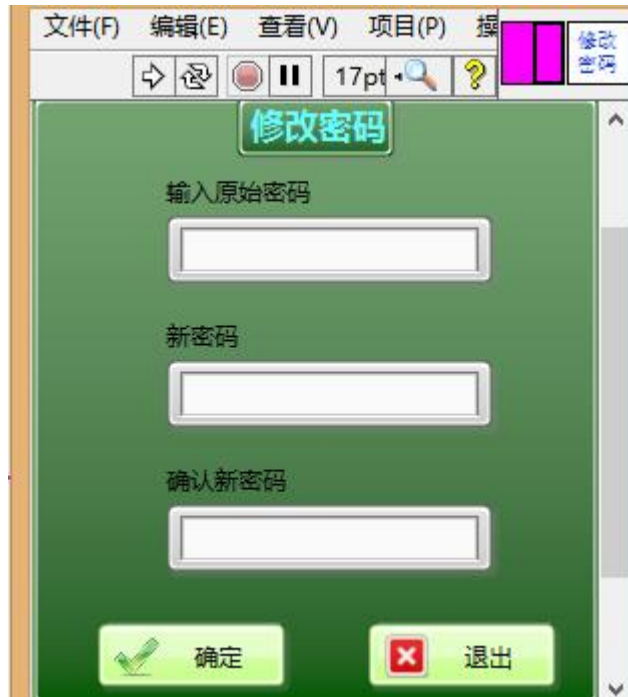 文件(F) 编辑(E) 查看(V) 项目(P) 操
修改
密码
17pt
修改密码
输入原始密码
新密码
确认新密码
确定 退出